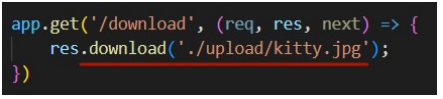 app.get('/download', (req, res, next) => {
    res.download('./upload/kitty.jpg');
})